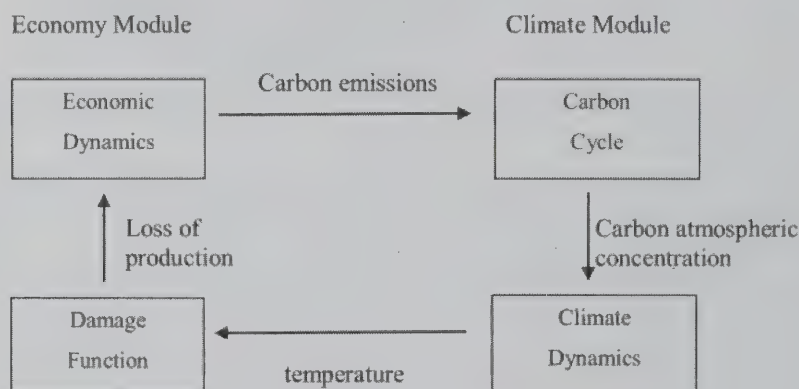 Economy Module
Climate Module
Economic
Dynamics
Carbon emissions
Carbon
Cycle
Loss of
production
Carbon atmospheric
concentration
Damage
Function
temperature
Climate
Dynamics